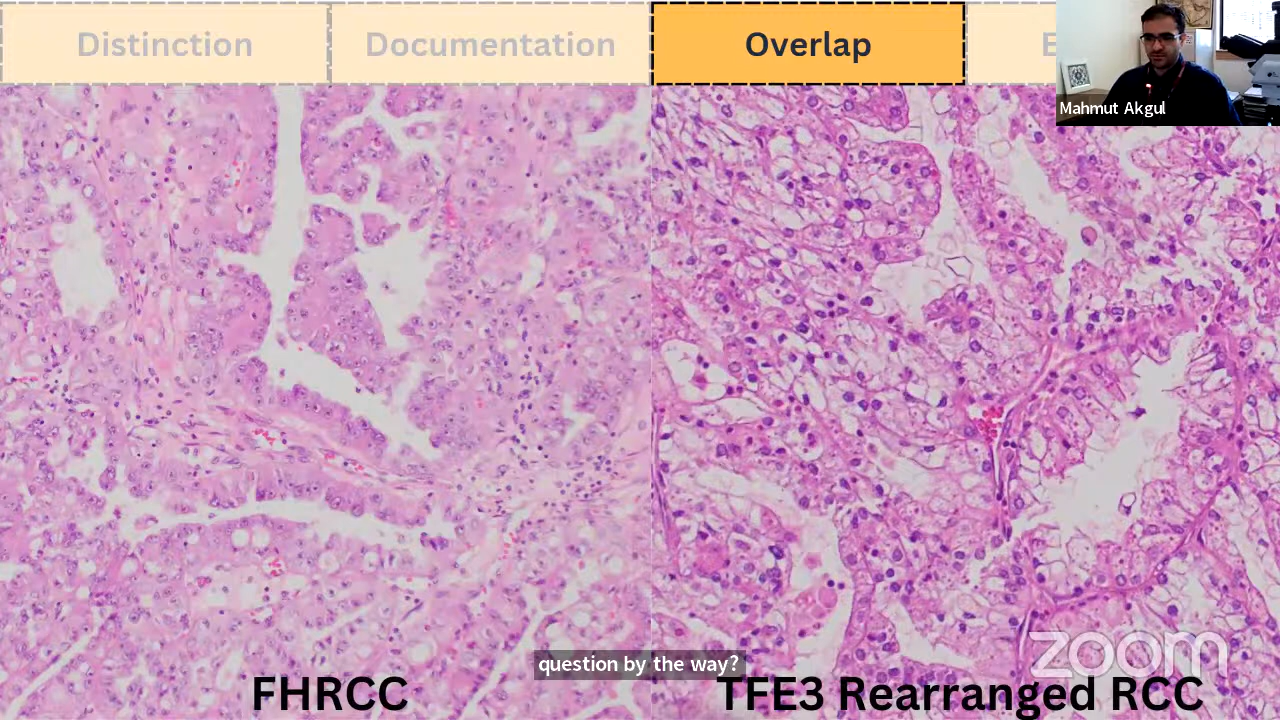 Distinction
Documentation
Overlap
Mahmut Akgul
question by the way?
zoom
FHRCC
TFE3 Rearranged RCC